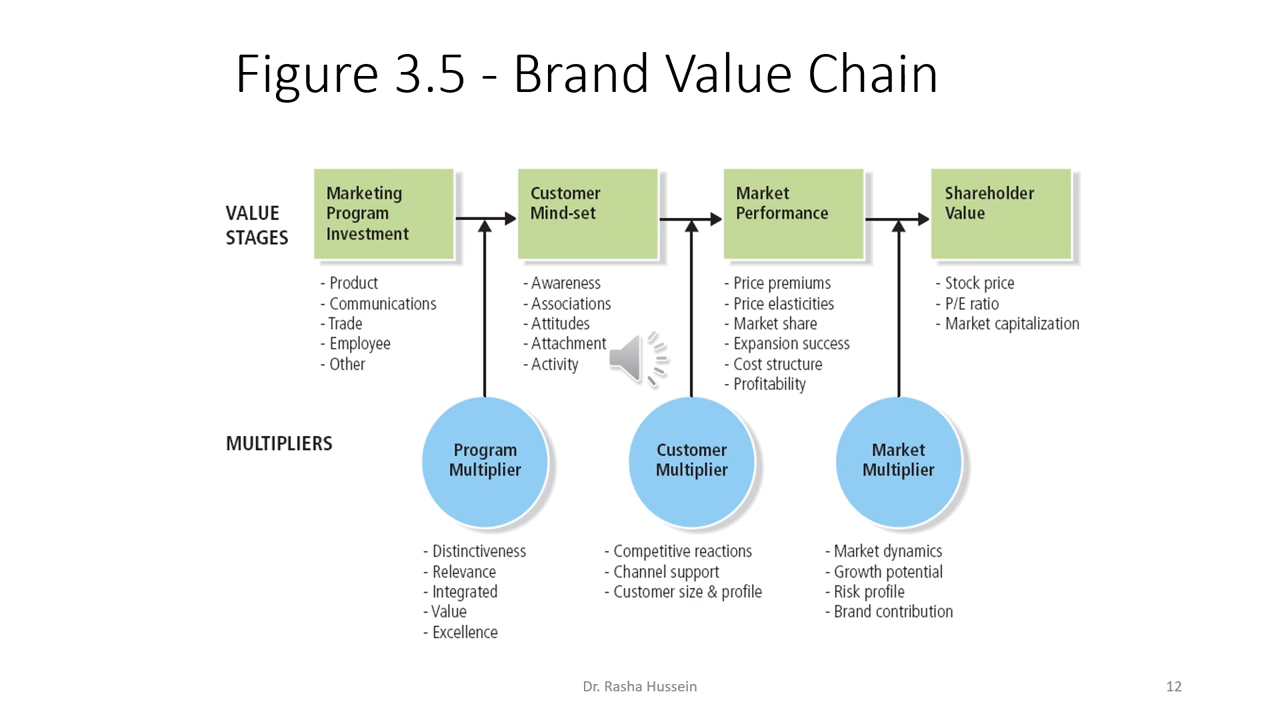 Figure 3.5 - Brand Value Chain
VALUE
STAGES
Marketing
Program
Investment
Customer
Mind-set
Market
Performance
Shareholder
Value
- Product
- Communications
- Trade
- Employee
- Other
- Awareness
- Associations
- Attitudes
- Attachment
- Activity
- Price premiums
- Price elasticities
- Market share
- Expansion success
- Cost structure
- Profitability
- Stock price
- P/E ratio
- Market capitalization
MULTIPLIERS
Program
Multiplier
Customer
Multiplier
Market
Multiplier
- Distinctiveness
- Relevance
- Integrated
- Value
- Excellence
- Competitive reactions
- Channel support
- Customer size & profile
- Market dynamics
- Growth potential
- Risk profile
- Brand contribution
Dr. Rasha Hussein
12